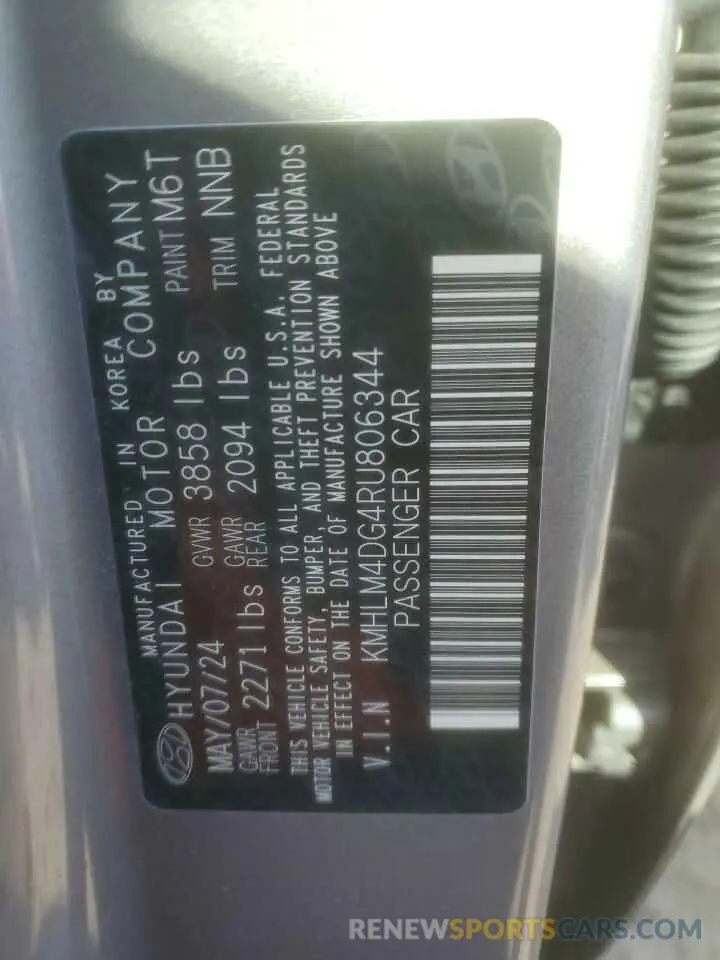 MANUFACTURED IN KOREA BY
HYUNDAI MOTOR COMPANY
MAY/07/24 GVWR 3858 lbs PAINT M6T
GAWR FRONT 2271lbs GAWR REAR 2094 lbs TRIM NNB
THIS VEHICLE CONFORMS TO ALL APPLICABLE U.S.A. FEDERAL
MOTOR VEHICLE SAFETY, BUMPER, AND THEFT PREVENTION STANDARDS
IN EFFECT ON THE DATE OF MANUFACTURE SHOWN ABOVE
V.I.N KMHLM4DG4RU806344
PASSENGER CAR
RENEWSPORTSCARS.COM